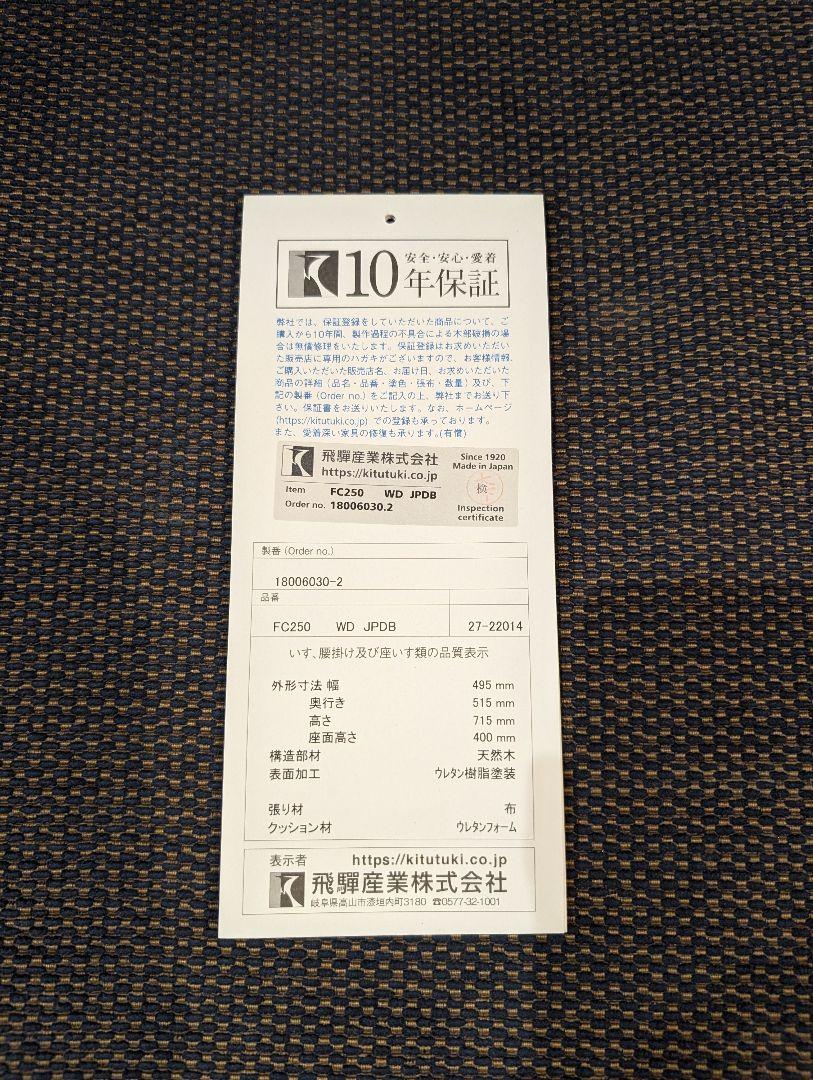 安全・安心・愛着
10年保証
弊社では、保証登録をしていただいた商品について、ご
購入から10年間、製作過程の不具合による木部破損の場
合は無償修理をいたします。保証登録はお求めいただい
た販売店に専用のハガキがございますので、お客様情報、
ご購入いただいた販売店名、お届け日、お求めいただいた
商品の詳細（品名・品番・塗色・張布・数量）及び、下
記の製番（Order no.）をご記入の上、弊社までお送り下
さい。保証書をお送りいたします。なお、ホームページ
(https://kitutuki.co.jp) での登録も承っております。
また、愛着深い家具の修復も承ります。(有償)
飛驒産業株式会社
https://kitutuki.co.jp
Since 1920
Made in Japan
Item FC250 WD JPDB
Order no. 18006030.2
検
Inspection
certificate
製番 (Order no.)
18006030-2
品番
FC250 WD JPDB 27-22014
いす、腰掛け及び座いす類の品質表示
外形寸法 幅 495 mm
奥行き 515 mm
高さ 715 mm
座面高さ 400 mm
構造部材 天然木
表面加工 ウレタン樹脂塗装
張り材 布
クッション材 ウレタンフォーム
表示者 https://kitutuki.co.jp
飛驒産業株式会社
岐阜県高山市漆垣内町3180 ☎0577-32-1001